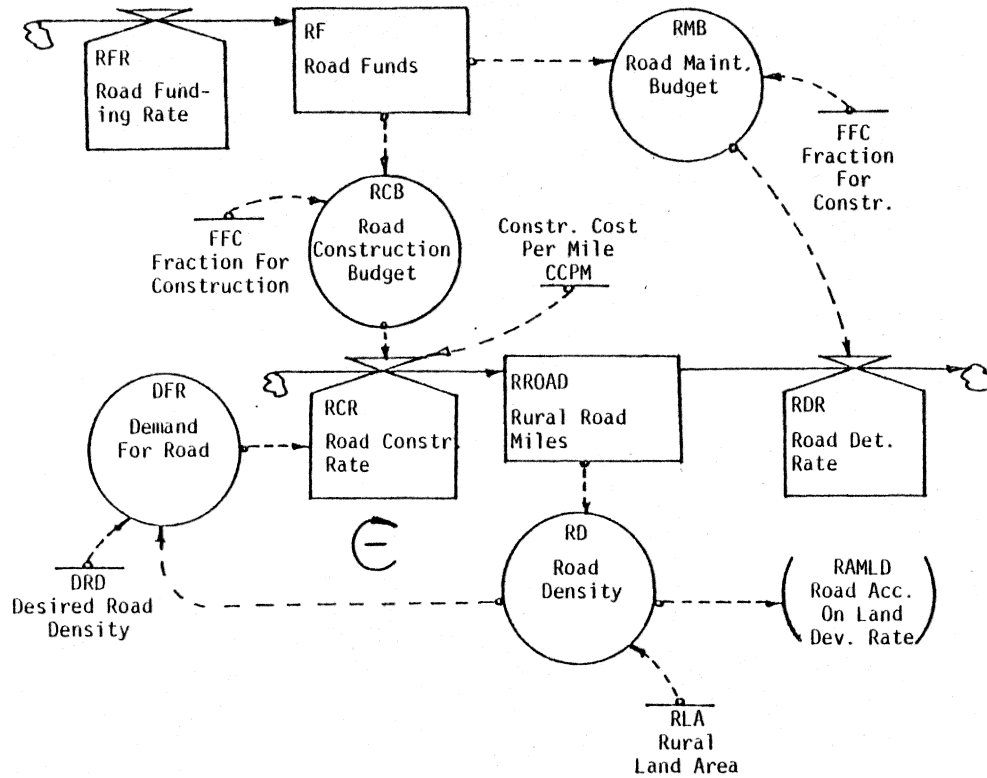 RFR
Road Fund-
ing Rate
RF
Road Funds
RMB
Road Maint.
Budget
FFC
Fraction
For
Constr.
RCB
Road
Construction
Budget
FFC
Fraction For
Construction
Constr. Cost
Per Mile
CCPM
DFR
Demand
For Road
RCR
Road Constr.
Rate
RROAD
Rural Road
Miles
RDR
Road Det.
Rate
DRD
Desired Road
Density
RD
Road
Density
RAMLD
Road Acc.
On Land
Dev. Rate
RLA
Rural
Land Area